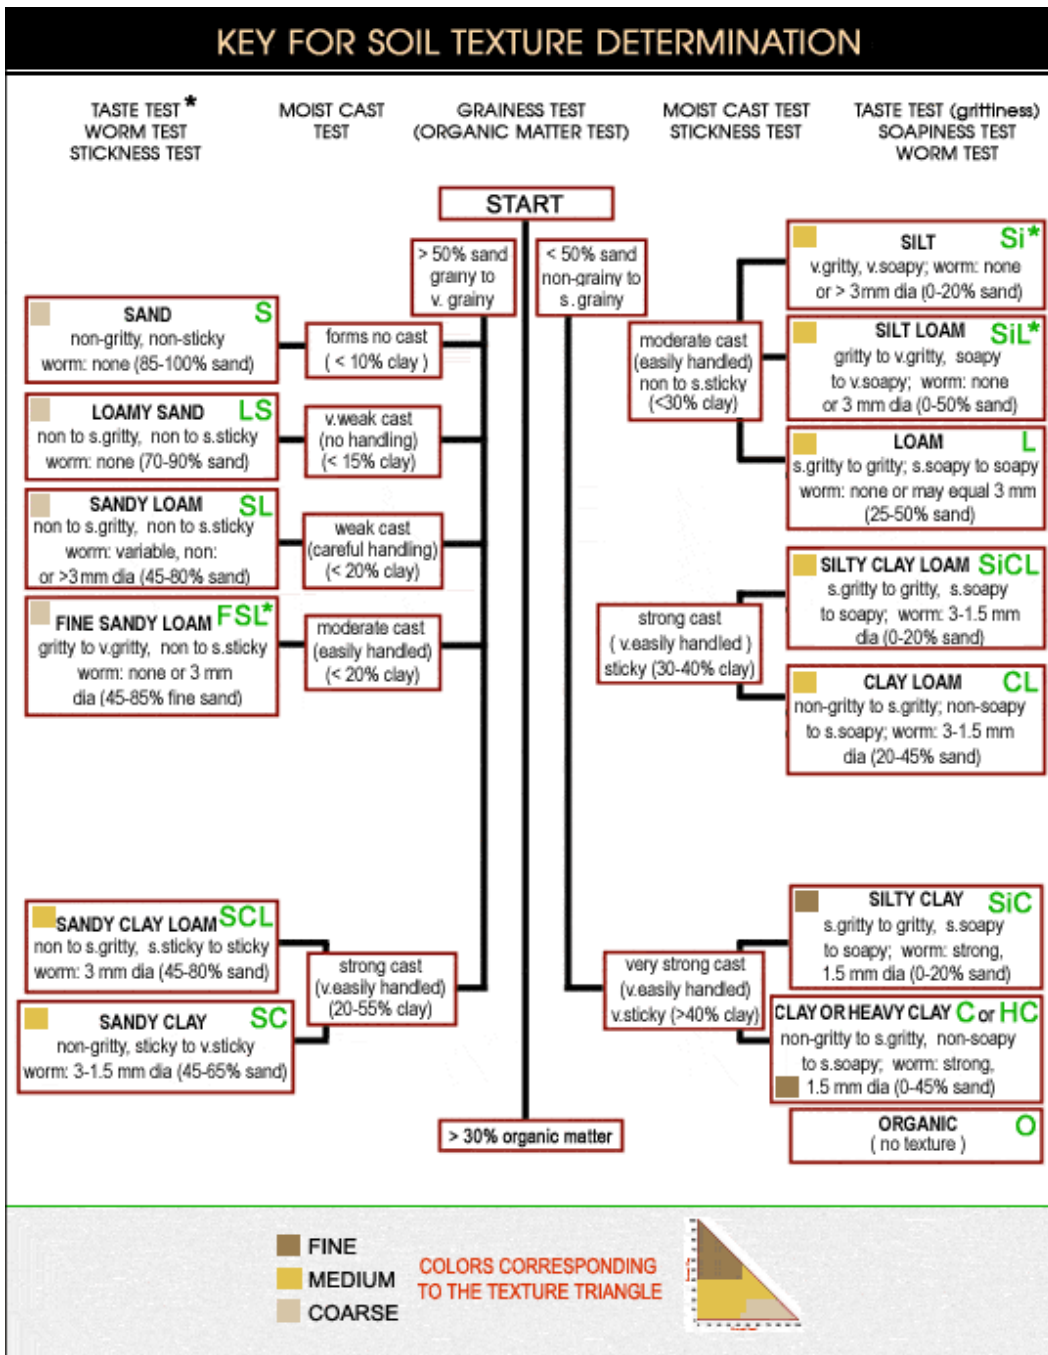 KEY FOR SOIL TEXTURE DETERMINATION
TASTE TEST *
WORM TEST
STICKNESS TEST
MOIST CAST
TEST
GRAINESS TEST
(ORGANIC MATTER TEST)
MOIST CAST TEST
STICKNESS TEST
TASTE TEST (grittiness)
SOAPINESS TEST
WORM TEST
START
> 50% sand
grainy to
v. grainy
< 50% sand
non-grainy to
s. grainy
SAND S
non-gritty, non-sticky
worm: none (85-100% sand)
forms no cast
( < 10% clay )
LOAMY SAND LS
non to s.gritty, non to s.sticky
worm: none (70-90% sand)
v.weak cast
(no handling)
(< 15% clay)
SANDY LOAM SL
non to s.gritty, non to s.sticky
worm: variable, non:
or >3mm dia (45-80% sand)
weak cast
(careful handling)
(< 20% clay)
FINE SANDY LOAM FSL*
gritty to v.gritty, non to s.sticky
worm: none or 3 mm
dia (45-85% fine sand)
moderate cast
(easily handled)
(< 20% clay)
SANDY CLAY LOAM SCL
non to s.gritty, s.sticky to sticky
worm: 3 mm dia (45-80% sand)
SANDY CLAY SC
non-gritty, sticky to v.sticky
worm: 3-1.5 mm dia (45-65% sand)
strong cast
(v.easily handled)
(20-55% clay)
> 30% organic matter
moderate cast
(easily handled)
non to s.sticky
(<30% clay)
SILT Si*
v.gritty, v.soapy; worm: none
or > 3mm dia (0-20% sand)
SILT LOAM SiL*
gritty to v.gritty, soapy
to v.soapy; worm: none
or 3 mm dia (0-50% sand)
LOAM L
s.gritty to gritty; s.soapy to soapy
worm: none or may equal 3 mm
(25-50% sand)
strong cast
( v.easily handled )
sticky (30-40% clay)
SILTY CLAY LOAM SiCL
s.gritty to gritty, s.soapy
to soapy; worm: 3-1.5 mm
dia (0-20% sand)
CLAY LOAM CL
non-gritty to s.gritty; non-soapy
to s.soapy; worm: 3-1.5 mm
dia (20-45% sand)
very strong cast
(v.easily handled)
v.sticky (>40% clay)
SILTY CLAY SiC
s.gritty to gritty, s.soapy
to soapy; worm: strong,
1.5 mm dia (0-20% sand)
CLAY OR HEAVY CLAY C or HC
non-gritty to s.gritty, non-soapy
to s.soapy; worm: strong,
1.5 mm dia (0-45% sand)
ORGANIC O
( no texture )
FINE
MEDIUM
COARSE
COLORS CORRESPONDING
TO THE TEXTURE TRIANGLE